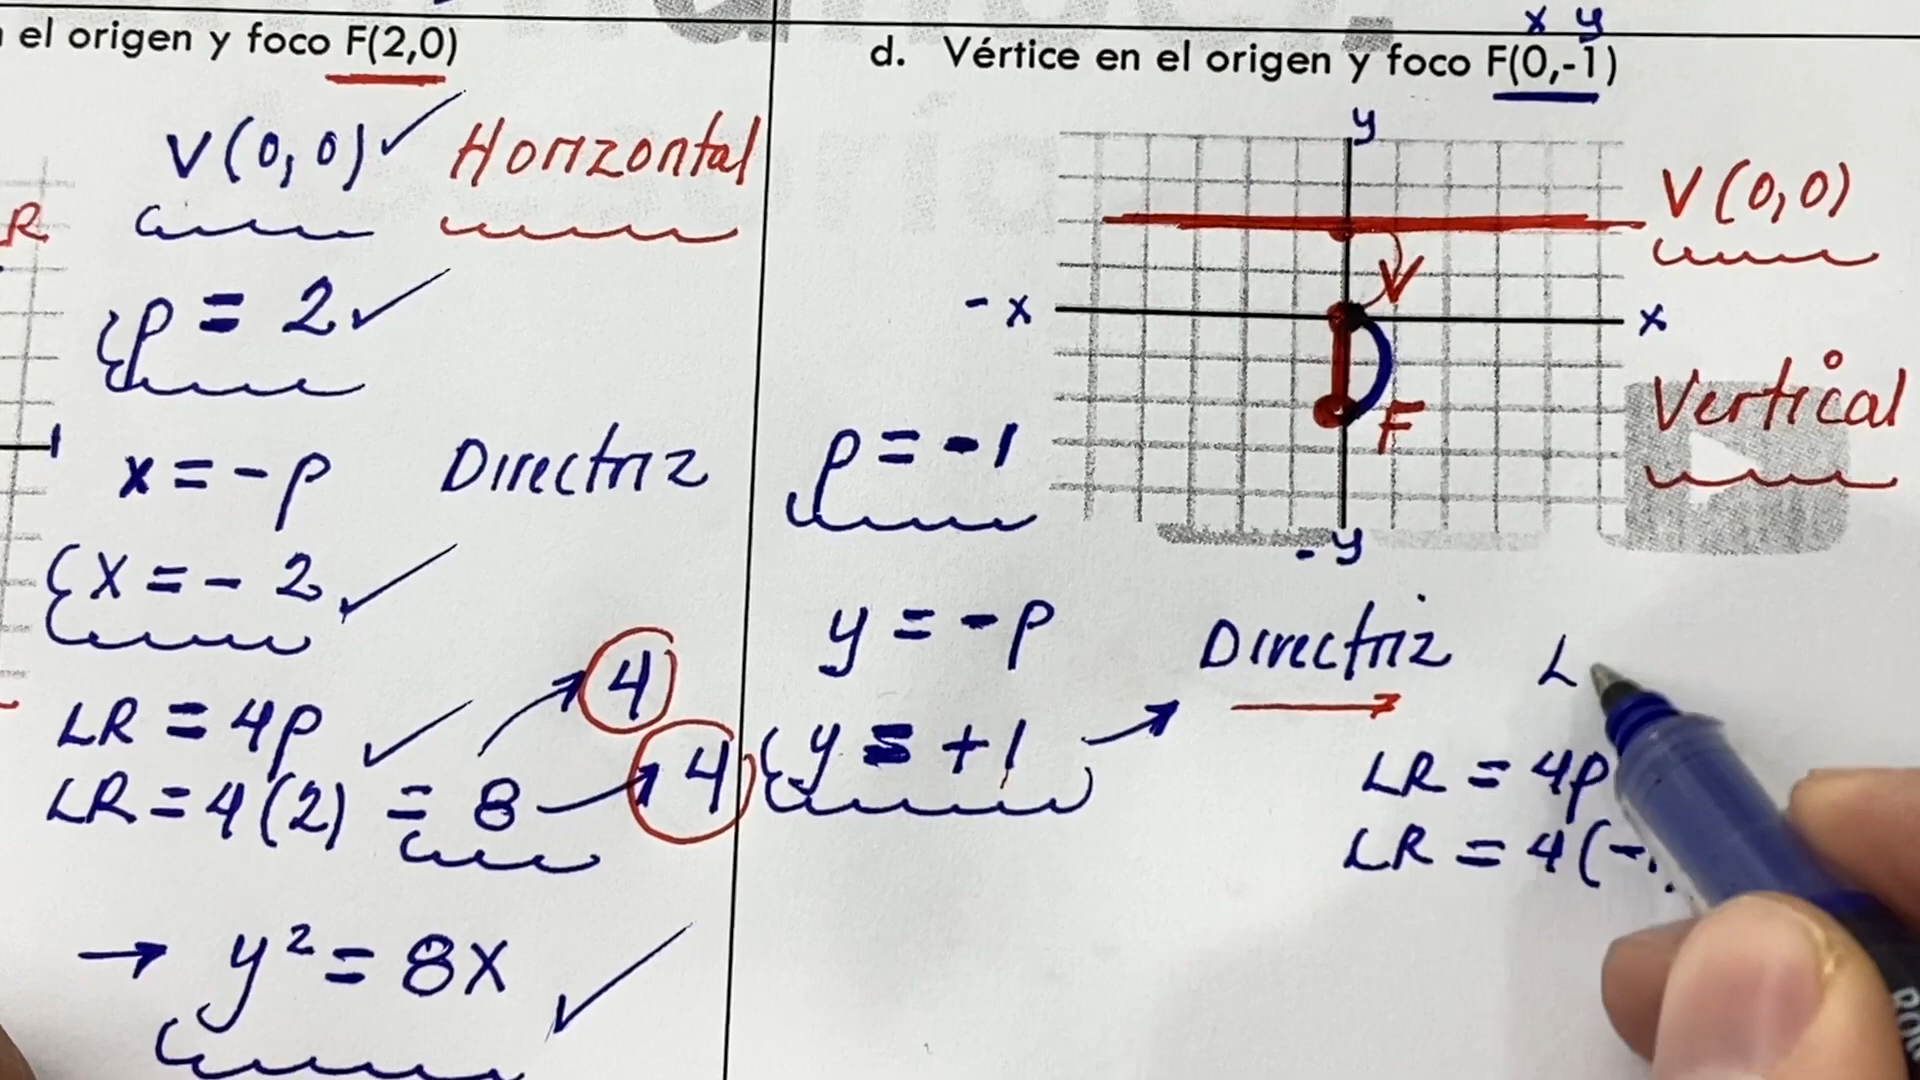 el origen y foco F(2,0)
V(0,0) Horizontal
R
p = 2
x = -p Directriz
x = - 2
LR = 4p 4
LR = 4(2) = 8 4
→ y² = 8x
x y
d. Vértice en el origen y foco F(0,-1)
y
V(0,0)
V
- x x
Vertical
F
p = -1
- y
y = -p Directriz L
y = +1
LR = 4p
LR = 4(-1